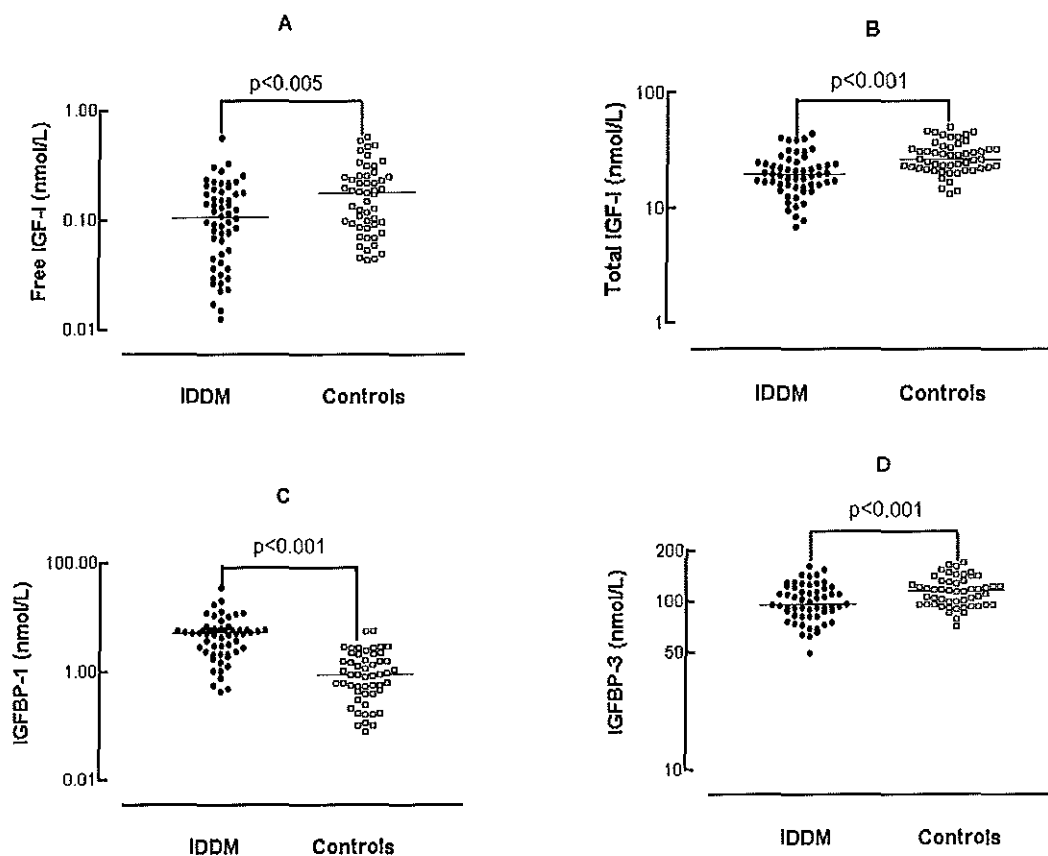 A
p<0.005
1.00
0.10
0.01
Free IGF-I (nmol/L)
IDDM Controls
B
p<0.001
100
10
1
Total IGF-I (nmol/L)
IDDM Controls
C
p<0.001
100.00
1.00
0.01
IGFBP-1 (nmol/L)
IDDM Controls
D
p<0.001
200
100
50
10
IGFBP-3 (nmol/L)
IDDM Controls